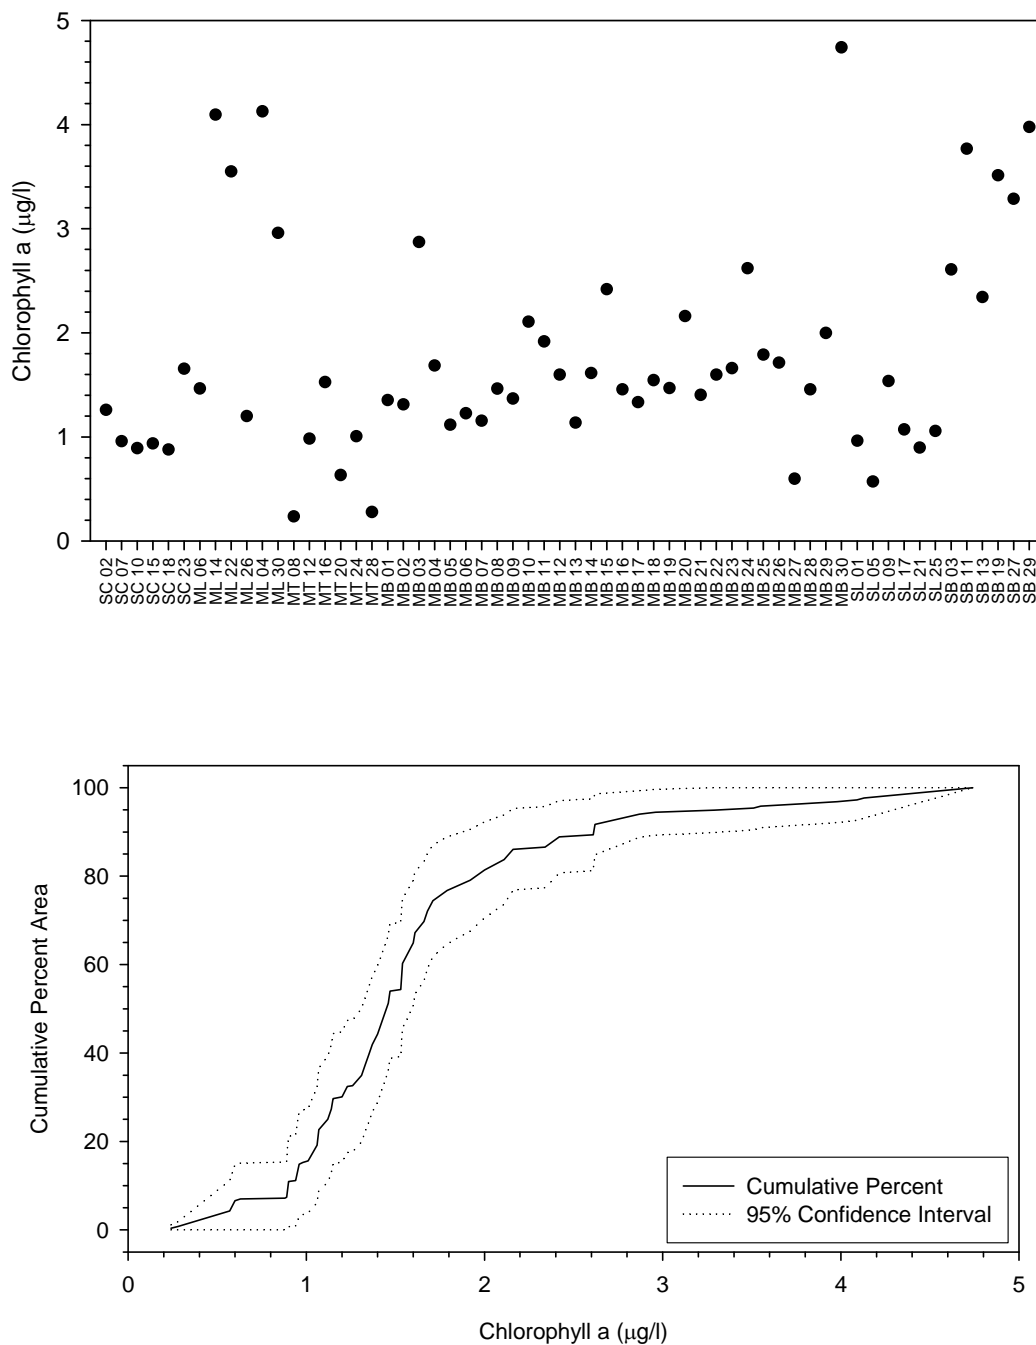 5
4
3
2
1
0
Chlorophyll a (μg/l)
SC 02
SC 07
SC 10
SC 15
SC 18
SC 23
ML 06
ML 14
ML 22
ML 26
ML 04
ML 30
MT 08
MT 12
MT 16
MT 20
MT 24
MT 28
MB 01
MB 02
MB 03
MB 04
MB 05
MB 06
MB 07
MB 08
MB 09
MB 10
MB 11
MB 12
MB 13
MB 14
MB 15
MB 16
MB 17
MB 18
MB 19
MB 20
MB 21
MB 22
MB 23
MB 24
MB 25
MB 26
MB 27
MB 28
MB 29
MB 30
SL 01
SL 05
SL 09
SL 17
SL 21
SL 25
SB 03
SB 11
SB 13
SB 19
SB 27
SB 29
100
80
60
40
20
0
Cumulative Percent Area
Cumulative Percent
95% Confidence Interval
0 1 2 3 4 5
Chlorophyll a (μg/l)